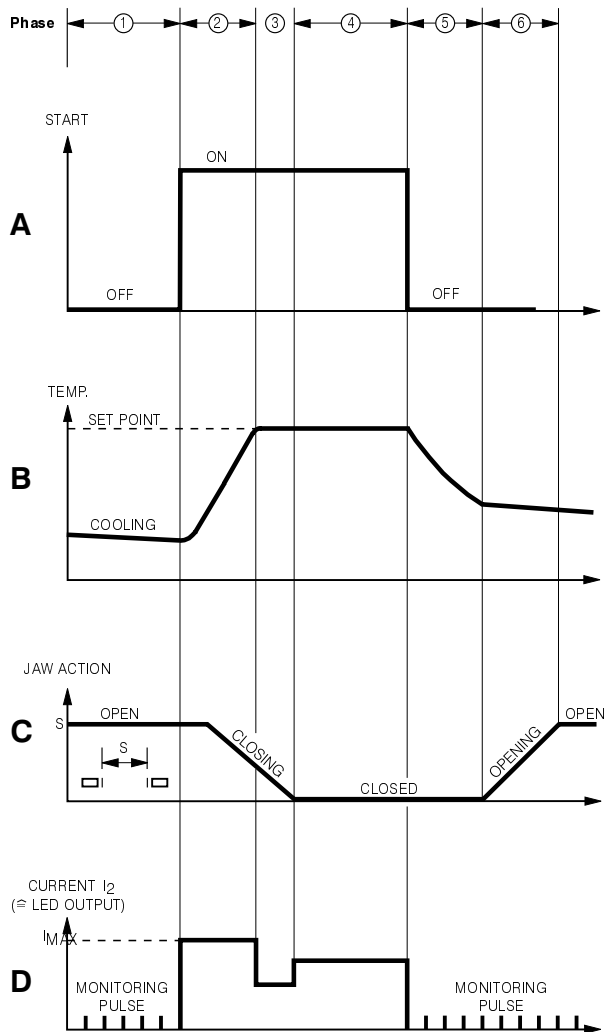 Phase 1 2 3 4 5 6
START
ON
A
OFF
OFF
TEMP.
SET POINT
B
COOLING
JAW ACTION
S
OPEN
OPEN
C
S
CLOSING
OPENING
CLOSED
CURRENT I2
(≙ LED OUTPUT)
IMAX
D
MONITORING
PULSE
MONITORING
PULSE